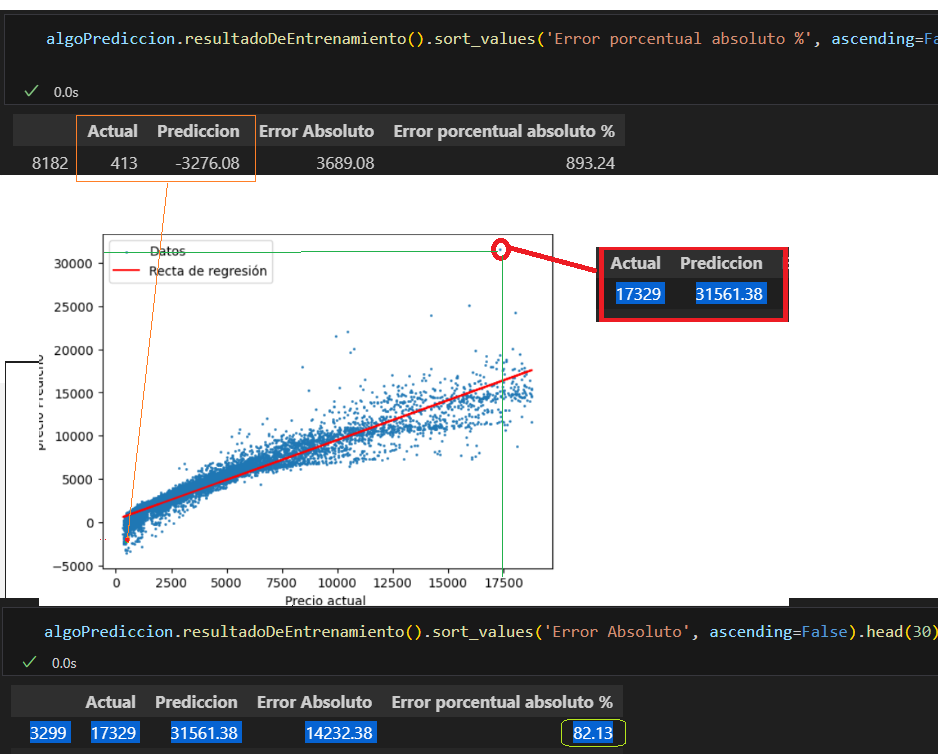 algoPrediccion.resultadoDeEntrenamiento().sort_values('Error porcentual absoluto %', ascending=Fa
0.0s
Actual Prediccion Error Absoluto Error porcentual absoluto %
8182 413 -3276.08 3689.08 893.24
Datos
Recta de regresión
30000
25000
20000
15000
10000
5000
0
−5000
0 2500 5000 7500 10000 12500 15000 17500
Precio actual
Actual Prediccion
17329 31561.38
algoPrediccion.resultadoDeEntrenamiento().sort_values('Error Absoluto', ascending=False).head(30)
0.0s
Actual Prediccion Error Absoluto Error porcentual absoluto %
3299 17329 31561.38 14232.38 82.13